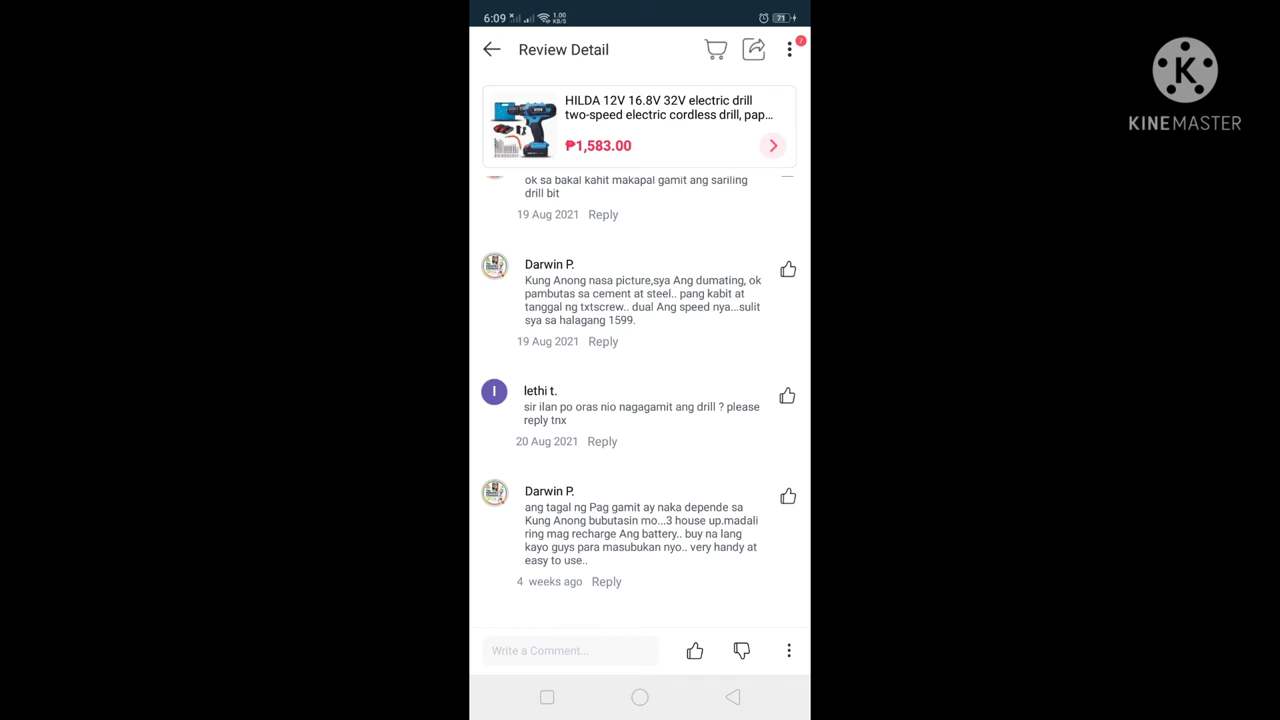 6:09
1.00
KB/S
71
Review Detail
7
HILDA 12V 16.8V 32V electric drill
two-speed electric cordless drill, pap...
₱1,583.00
ok sa bakal kahit makapal gamit ang sariling
drill bit
19 Aug 2021 Reply
Darwin P.
Kung Anong nasa picture,sya Ang dumating, ok
pambutas sa cement at steel.. pang kabit at
tanggal ng txtscrew.. dual Ang speed nya...sulit
sya sa halagang 1599.
19 Aug 2021 Reply
I
lethi t.
sir ilan po oras nio nagagamit ang drill ? please
reply tnx
20 Aug 2021 Reply
Darwin P.
ang tagal ng Pag gamit ay naka depende sa
Kung Anong bubutasin mo...3 house up.madali
ring mag recharge Ang battery.. buy na lang
kayo guys para masubukan nyo.. very handy at
easy to use..
4 weeks ago Reply
Write a Comment...
K
KINEMASTER